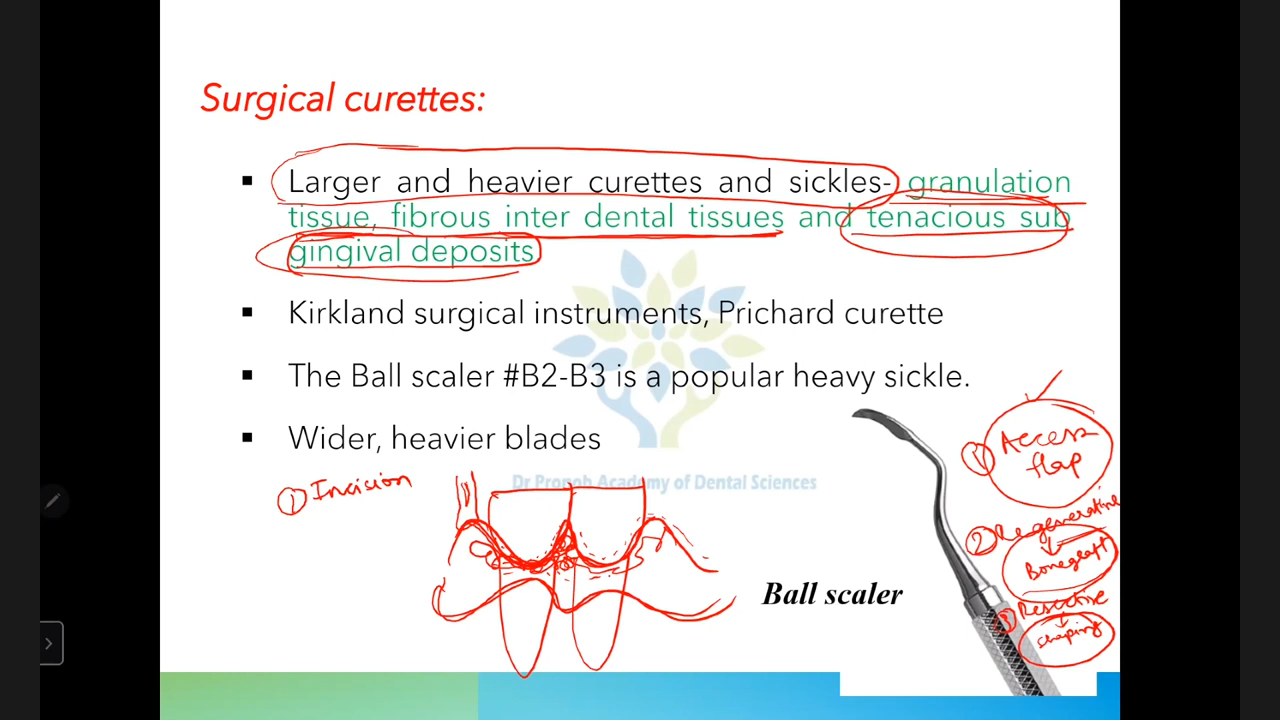 Surgical curettes:
▪ Larger and heavier curettes and sickles- granulation
tissue, fibrous inter dental tissues and tenacious sub
gingival deposits
▪ Kirkland surgical instruments, Prichard curette
▪ The Ball scaler #B2-B3 is a popular heavy sickle.
▪ Wider, heavier blades
① Incision
Dr Pronob Academy of Dental Sciences
① Access
flap
② Regenerative
Bonegraft
③ Resective
shaping
Ball scaler